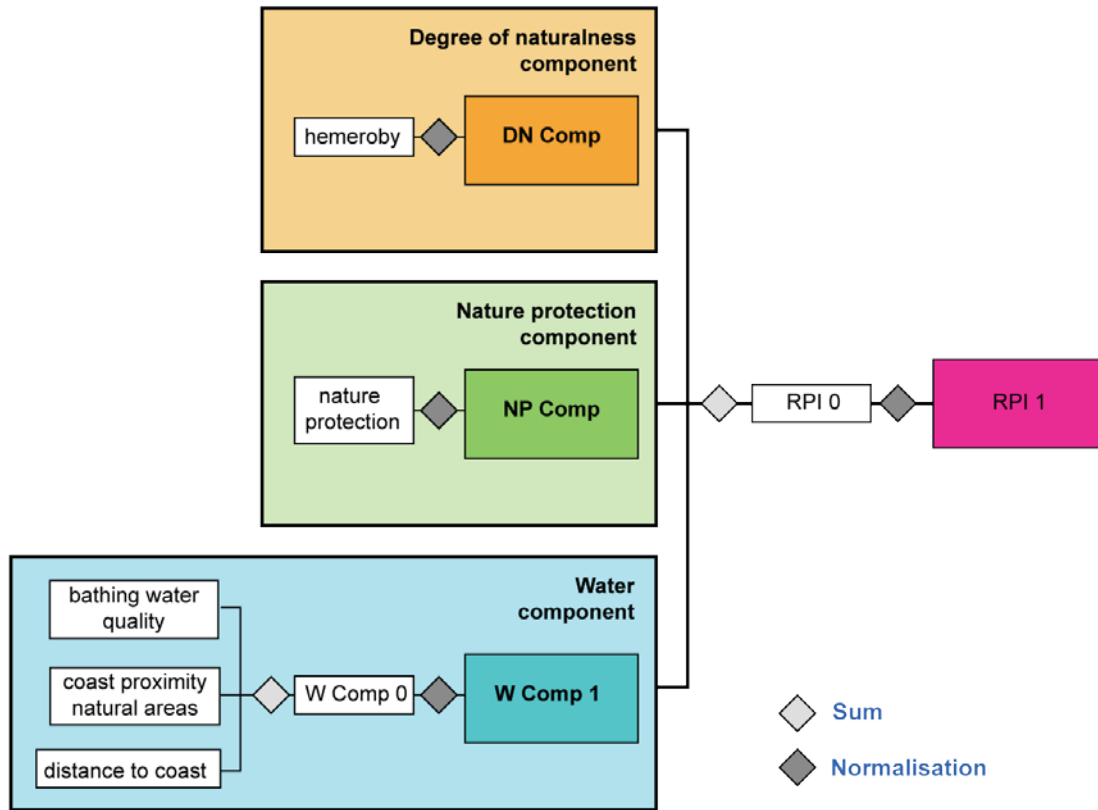 Degree of naturalness
component
hemeroby
DN Comp
Nature protection
component
nature
protection
NP Comp
RPI 0
RPI 1
Water
component
bathing water
quality
coast proximity
natural areas
distance to coast
W Comp 0
W Comp 1
Sum
Normalisation